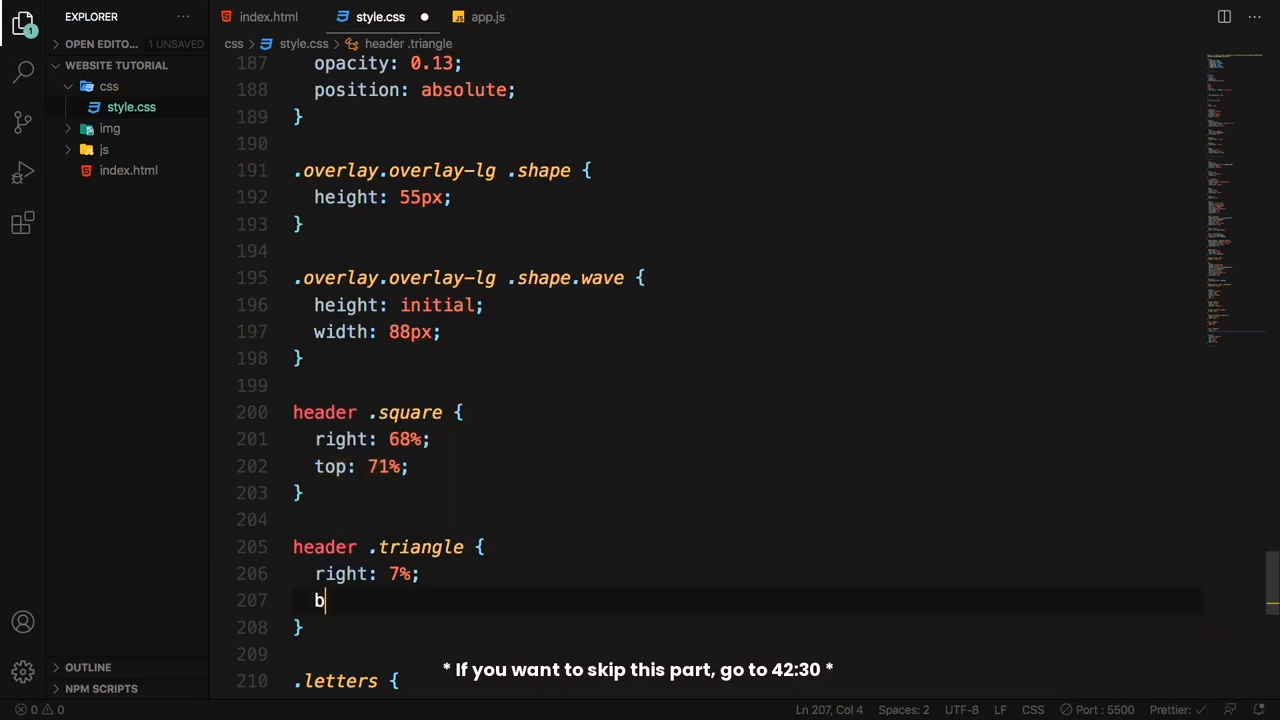 EXPLORER
index.html
style.css
app.js
OPEN EDITO... 1 UNSAVED
css > style.css > header .triangle
WEBSITE TUTORIAL
css
style.css
img
js
index.html
1
187 opacity: 0.13;
188 position: absolute;
189 }
190
191 .overlay.overlay-lg .shape {
192 height: 55px;
193 }
194
195 .overlay.overlay-lg .shape.wave {
196 height: initial;
197 width: 88px;
198 }
199
200 header .square {
201 right: 68%;
202 top: 71%;
203 }
204
205 header .triangle {
206 right: 7%;
207 b
208 }
209
210 .letters {
* If you want to skip this part, go to 42:30 *
OUTLINE
NPM SCRIPTS
0 0 Ln 207, Col 4 Spaces: 2 UTF-8 LF CSS Port : 5500 Prettier: